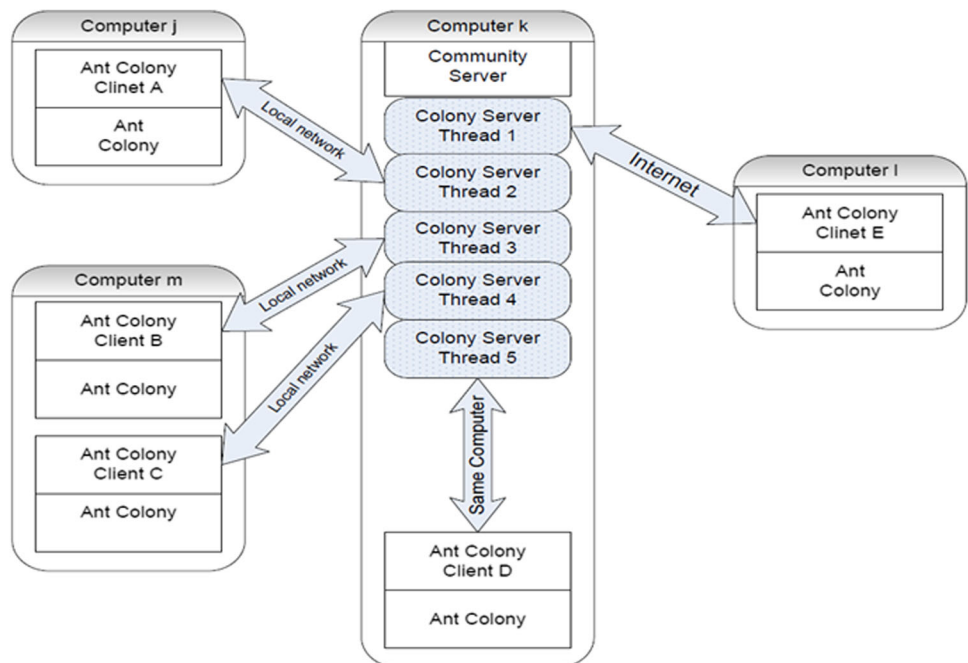 Computer j
Ant Colony
Clinet A
Ant
Colony
Local network
Computer m
Ant Colony
Client B
Ant Colony
Ant Colony
Client C
Ant Colony
Local network
Local network
Computer k
Community
Server
Colony Server
Thread 1
Colony Server
Thread 2
Colony Server
Thread 3
Colony Server
Thread 4
Colony Server
Thread 5
Same Computer
Ant Colony
Client D
Ant Colony
Internet
Computer l
Ant Colony
Clinet E
Ant
Colony